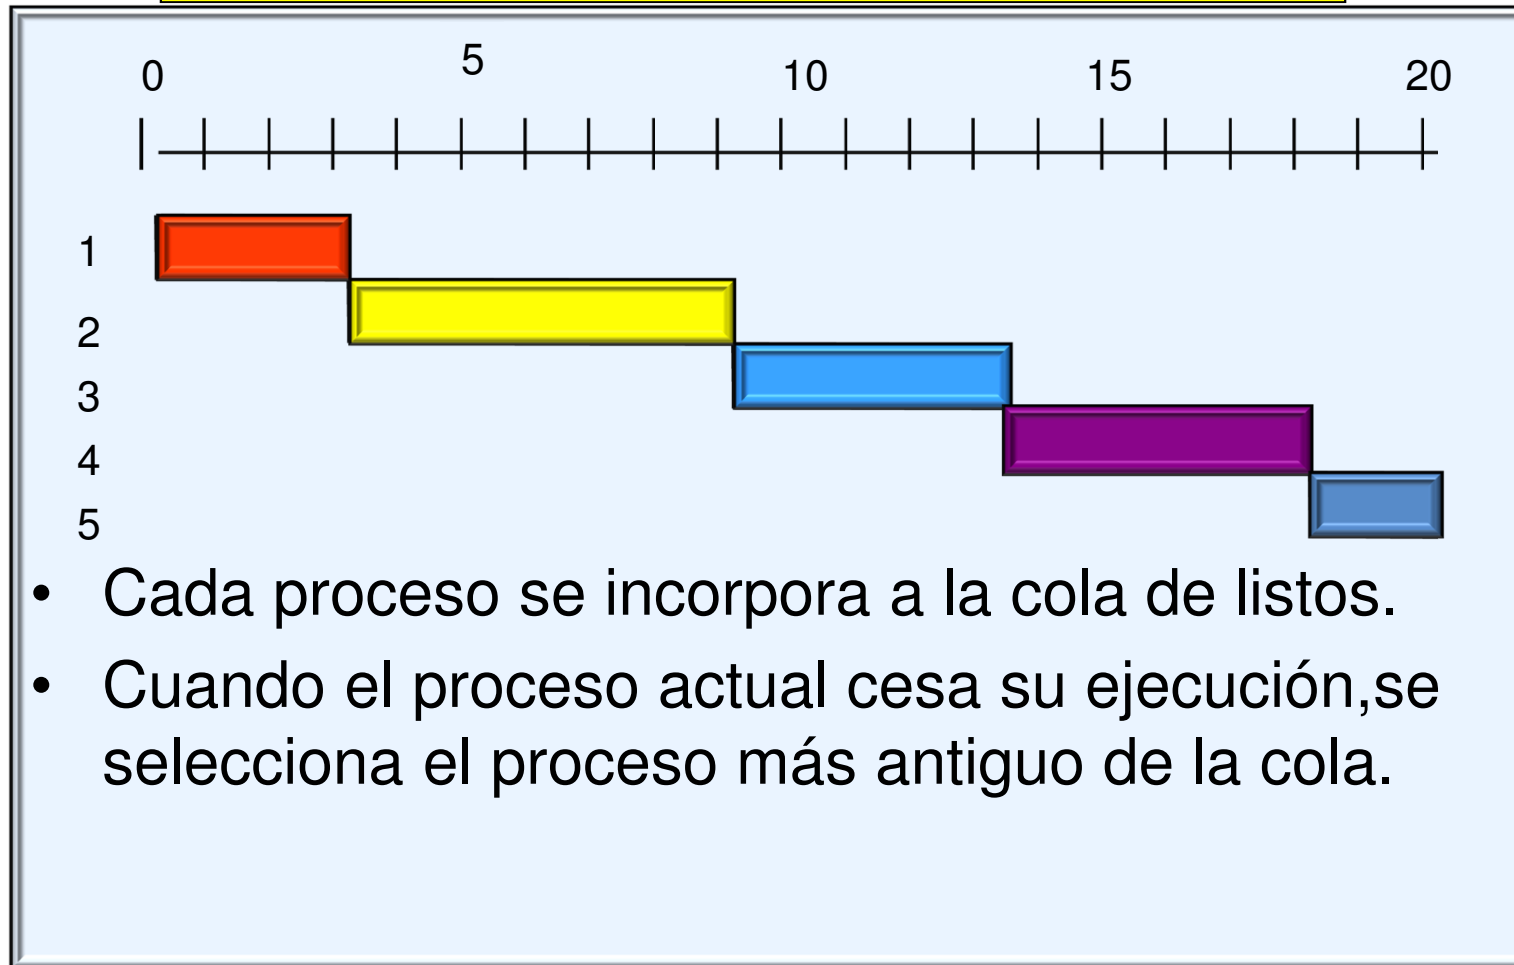 0 5 10 15 20
1
2
3
4
5
• Cada proceso se incorpora a la cola de listos.
• Cuando el proceso actual cesa su ejecución,se
selecciona el proceso más antiguo de la cola.